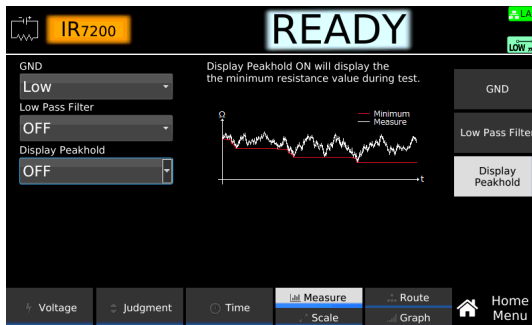 IR7200
READY
LA
LOW
GND
Low
Low Pass Filter
OFF
Display Peakhold
OFF
Display Peakhold ON will display the
the minimum resistance value during test.
Ω
Minimum
Measure
t
GND
Low Pass Filter
Display
Peakhold
Voltage
Judgment
Time
Measure
Scale
Route
Graph
Home
Menu